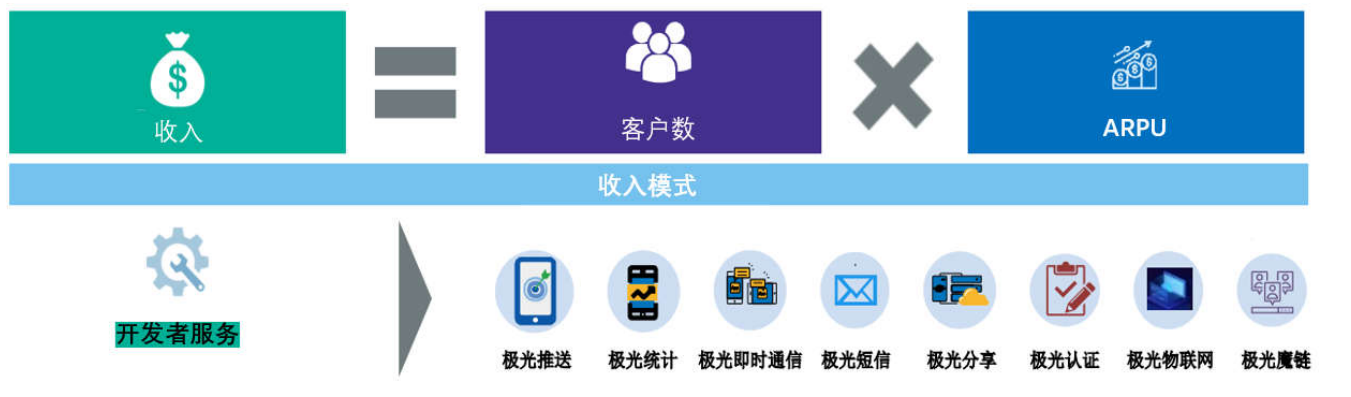 收入
客户数
ARPU
收入模式
开发者服务
极光推送
极光统计
极光即时通信
极光短信
极光分享
极光认证
极光物联网
极光魔链